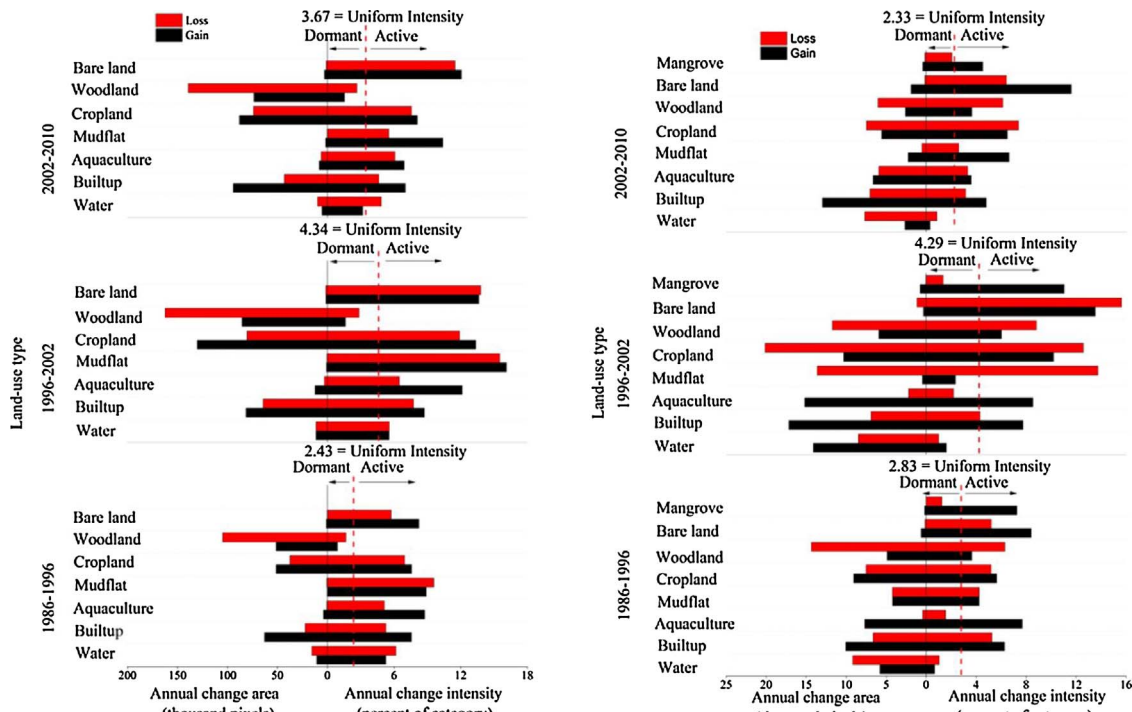 Loss
Gain
3.67 = Uniform Intensity
Dormant Active
Bare land
Woodland
Cropland
Mudflat
Aquaculture
Builtup
Water
2002-2010
4.34 = Uniform Intensity
Dormant Active
Bare land
Woodland
Cropland
Mudflat
Aquaculture
Builtup
Water
1996-2002
Land-use type
2.43 = Uniform Intensity
Dormant Active
Bare land
Woodland
Cropland
Mudflat
Aquaculture
Builtup
Water
1986-1996
200 150 100 50 0 6 12 18
Annual change area Annual change intensity
(thousand pixels) (percent of category)
Loss
Gain
2.33 = Uniform Intensity
Dormant Active
Mangrove
Bare land
Woodland
Cropland
Mudflat
Aquaculture
Builtup
Water
2002-2010
4.29 = Uniform Intensity
Dormant Active
Mangrove
Bare land
Woodland
Cropland
Mudflat
Aquaculture
Builtup
Water
1996-2002
Land-use type
2.83 = Uniform Intensity
Dormant Active
Mangrove
Bare land
Woodland
Cropland
Mudflat
Aquaculture
Builtup
Water
1986-1996
25 20 15 10 5 0 4 8 12 16
Annual change area Annual change intensity